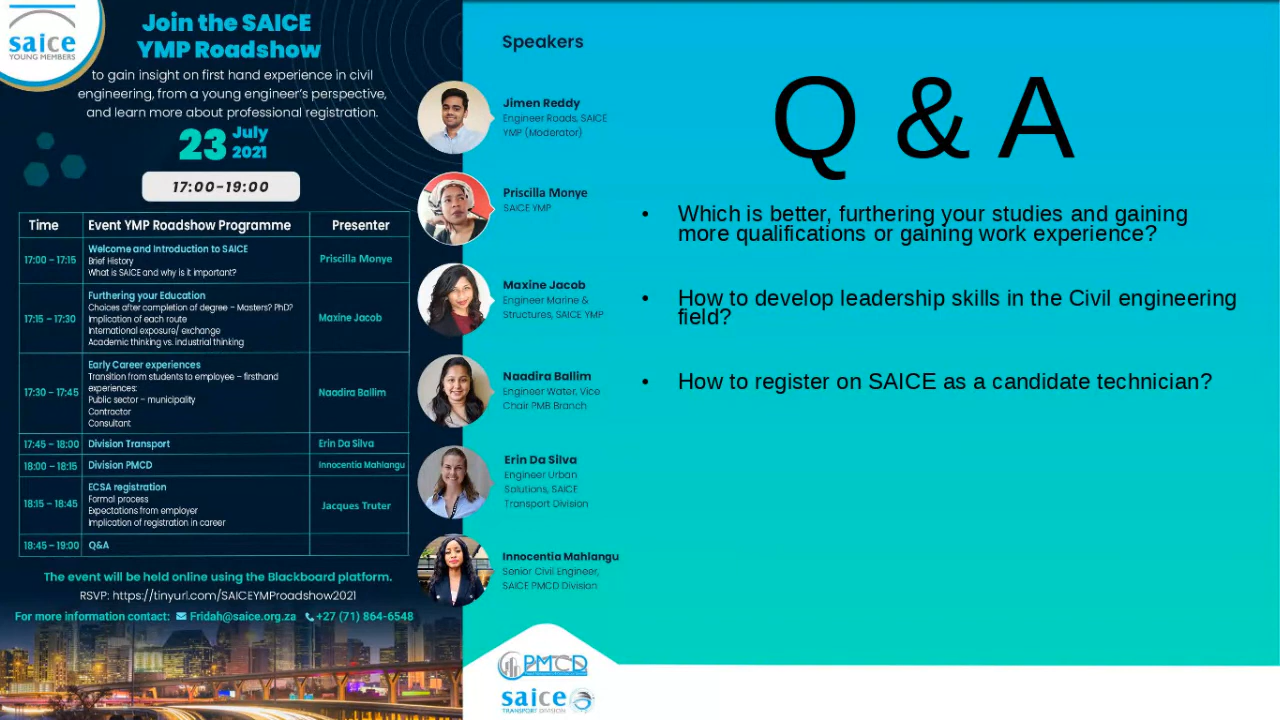 saice
YOUNG MEMBERS
Join the SAICE
YMP Roadshow
to gain insight on first hand experience in civil
engineering, from a young engineer's perspective,
and learn more about professional registration.
23 July
2021
17:00-19:00
Time Event YMP Roadshow Programme Presenter
17:00 – 17:15 Welcome and Introduction to SAICE Priscilla Monye
Brief History
What is SAICE and why is it important?
17:15 – 17:30 Furthering your Education Maxine Jacob
Choices after completion of degree – Masters? PhD?
Implication of each route
International exposure/ exchange
Academic thinking vs. industrial thinking
17:30 – 17:45 Early Career experiences Naadira Ballim
Transition from students to employee – firsthand
experiences:
Public sector – municipality
Contractor
Consultant
17:45 – 18:00 Division Transport Erin Da Silva
18:00 – 18:15 Division PMCD Innocentia Mahlangu
18:15 – 18:45 ECSA registration Jacques Truter
Formal process
Expectations from employer
Implication of registration in career
18:45 – 19:00 Q&A
The event will be held online using the Blackboard platform.
RSVP: https://tinyurl.com/SAICEYMProadshow2021
For more information contact: Fridah@saice.org.za +27 (71) 864-6548
Speakers
Jimen Reddy
Engineer Roads, SAICE
YMP (Moderator)
Priscilla Monye
SAICE YMP
Maxine Jacob
Engineer Marine &
Structures, SAICE YMP
Naadira Ballim
Engineer Water, Vice
Chair PMB Branch
Erin Da Silva
Engineer Urban
Solutions, SAICE
Transport Division
Innocentia Mahlangu
Senior Civil Engineer,
SAICE PMCD Division
PMCD
saice
TRANSPORT DIVISION
Q & A
• Which is better, furthering your studies and gaining
more qualifications or gaining work experience?
• How to develop leadership skills in the Civil engineering
field?
• How to register on SAICE as a candidate technician?